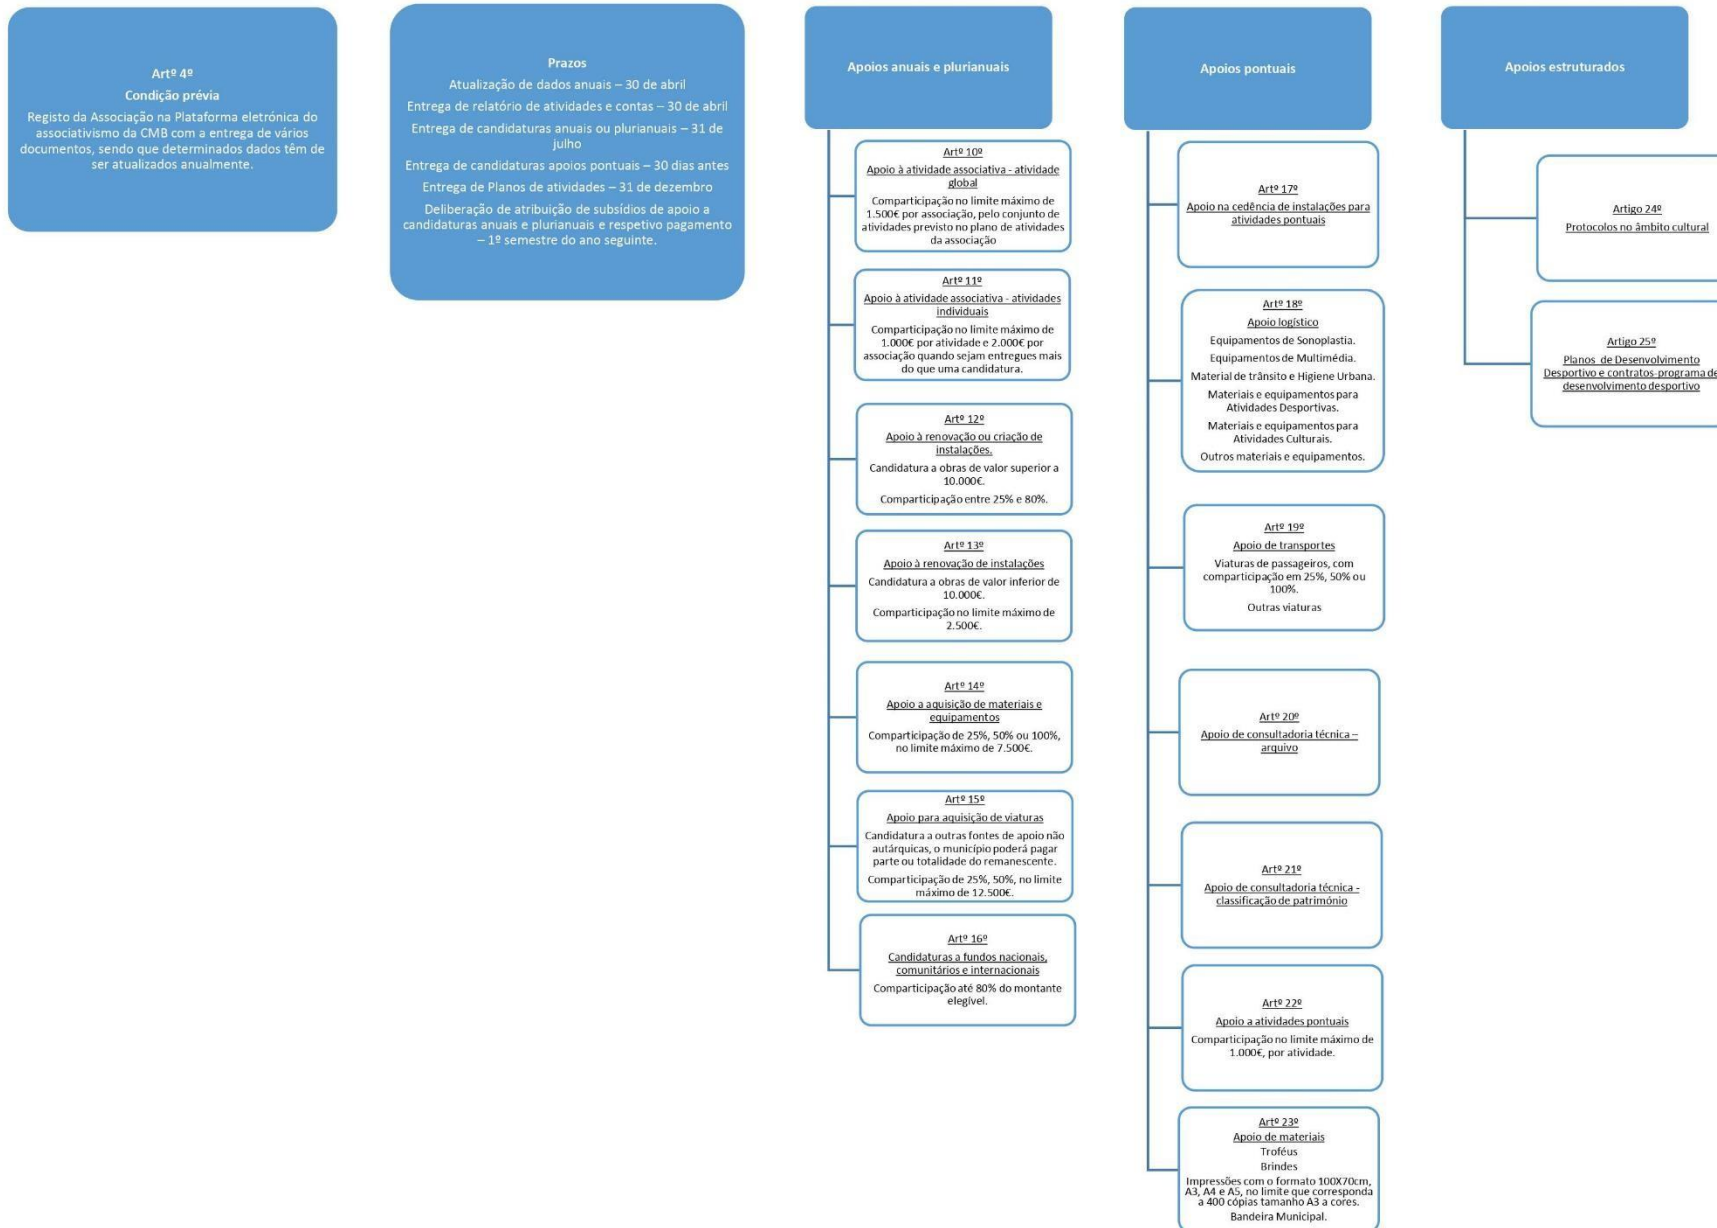 Artº 4º
Condição prévia
Registo da Associação na Plataforma eletrónica do
associativismo da CMB com a entrega de vários
documentos, sendo que determinados dados têm de
ser atualizados anualmente.
Prazos
Atualização de dados anuais – 30 de abril
Entrega de relatório de atividades e contas – 30 de abril
Entrega de candidaturas anuais ou plurianuais – 31 de
julho
Entrega de candidaturas apoios pontuais – 30 dias antes
Entrega de Planos de atividades – 31 de dezembro
Deliberação de atribuição de subsídios de apoio a
candidaturas anuais e plurianuais e respetivo pagamento
– 1º semestre do ano seguinte.
Apoios anuais e plurianuais
Artº 10º
Apoio à atividade associativa - atividade
global
Comparticipação no limite máximo de
1.500€ por associação, pelo conjunto de
atividades previsto no plano de atividades
da associação
Artº 11º
Apoio à atividade associativa - atividades
individuais
Comparticipação no limite máximo de
1.000€ por atividade e 2.000€ por
associação quando sejam entregues mais
do que uma candidatura.
Artº 12º
Apoio à renovação ou criação de
instalações.
Candidatura a obras de valor superior a
10.000€.
Comparticipação entre 25% e 80%.
Artº 13º
Apoio à renovação de instalações
Candidatura a obras de valor inferior de
10.000€.
Comparticipação no limite máximo de
2.500€.
Artº 14º
Apoio a aquisição de materiais e
equipamentos
Comparticipação de 25%, 50% ou 100%,
no limite máximo de 7.500€.
Artº 15º
Apoio para aquisição de viaturas
Candidatura a outras fontes de apoio não
autárquicas, o município poderá pagar
parte ou totalidade do remanescente.
Comparticipação de 25%, 50%, no limite
máximo de 12.500€.
Artº 16º
Candidaturas a fundos nacionais,
comunitários e internacionais
Comparticipação até 80% do montante
elegível.
Apoios pontuais
Artº 17º
Apoio na cedência de instalações para
atividades pontuais
Artº 18º
Apoio logístico
Equipamentos de Sonoplastia.
Equipamentos de Multimédia.
Material de trânsito e Higiene Urbana.
Materiais e equipamentos para
Atividades Desportivas.
Materiais e equipamentos para
Atividades Culturais.
Outros materiais e equipamentos.
Artº 19º
Apoio de transportes
Viaturas de passageiros, com
comparticipação em 25%, 50% ou
100%.
Outras viaturas
Artº 20º
Apoio de consultadoria técnica –
arquivo
Artº 21º
Apoio de consultadoria técnica -
classificação de património
Artº 22º
Apoio a atividades pontuais
Comparticipação no limite máximo de
1.000€, por atividade.
Artº 23º
Apoio de materiais
Troféus
Brindes
Impressões com o formato 100X70cm,
A3, A4 e A5, no limite que corresponda
a 400 cópias tamanho A3 a cores.
Bandeira Municipal.
Apoios estruturados
Artigo 24º
Protocolos no âmbito cultural
Artigo 25º
Planos de Desenvolvimento
Desportivo e contratos-programa de
desenvolvimento desportivo